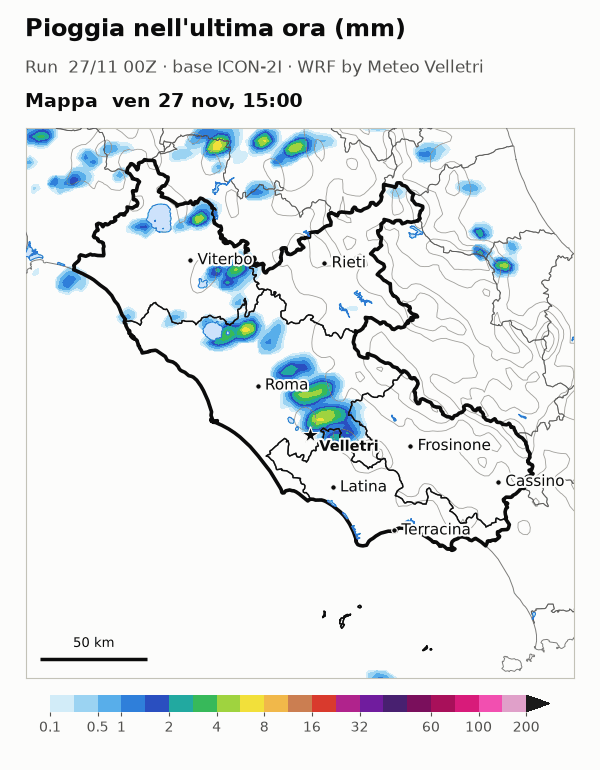 Pioggia nell'ultima ora (mm)
Run  27/11 00Z · base ICON-2I · WRF by Meteo Velletri
Mappa  ven 27 nov, 15:00
Viterbo
Rieti
Roma
Velletri
Frosinone
Cassino
Latina
Terracina
50 km
0.1 0.5 1 2 4 8 16 32 60 100 200